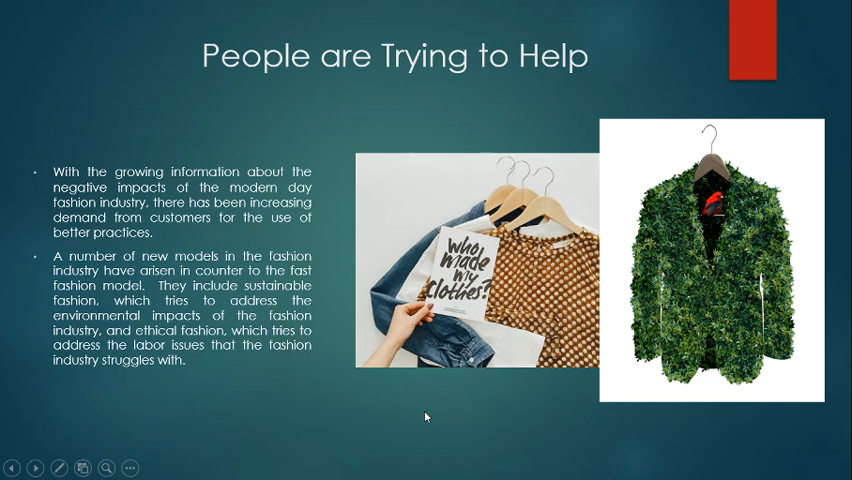 People are Trying to Help
With the growing information about the
negative impacts of the modern day
fashion industry, there has been increasing
demand from customers for the use of
better practices.
A number of new models in the fashion
industry have arisen in counter to the fast
fashion model. They include sustainable
fashion, which tries to address the
environmental impacts of the fashion
industry, and ethical fashion, which tries to
address the labor issues that the fashion
industry struggles with.
who
made
my
clothes?